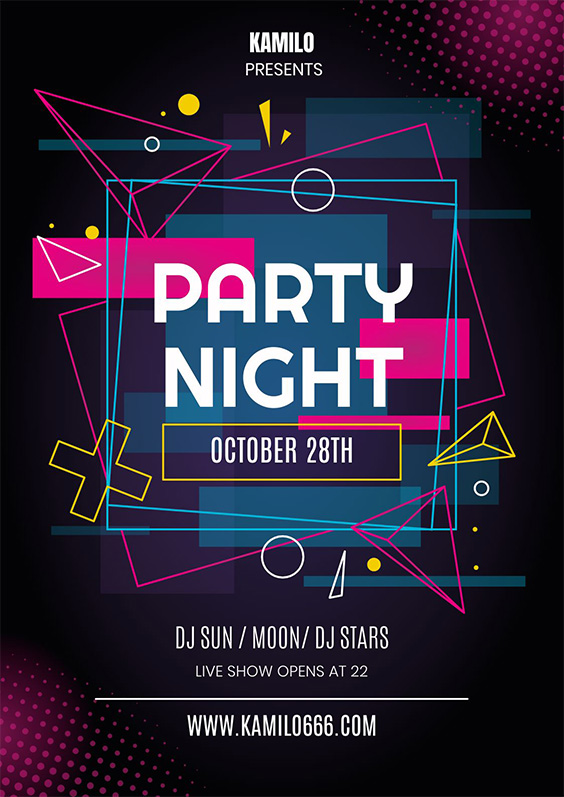 KAMILO
PRESENTS
PARTY
NIGHT
OCTOBER 28TH
DJ SUN / MOON/ DJ STARS
LIVE SHOW OPENS AT 22
WWW.KAMILO666.COM